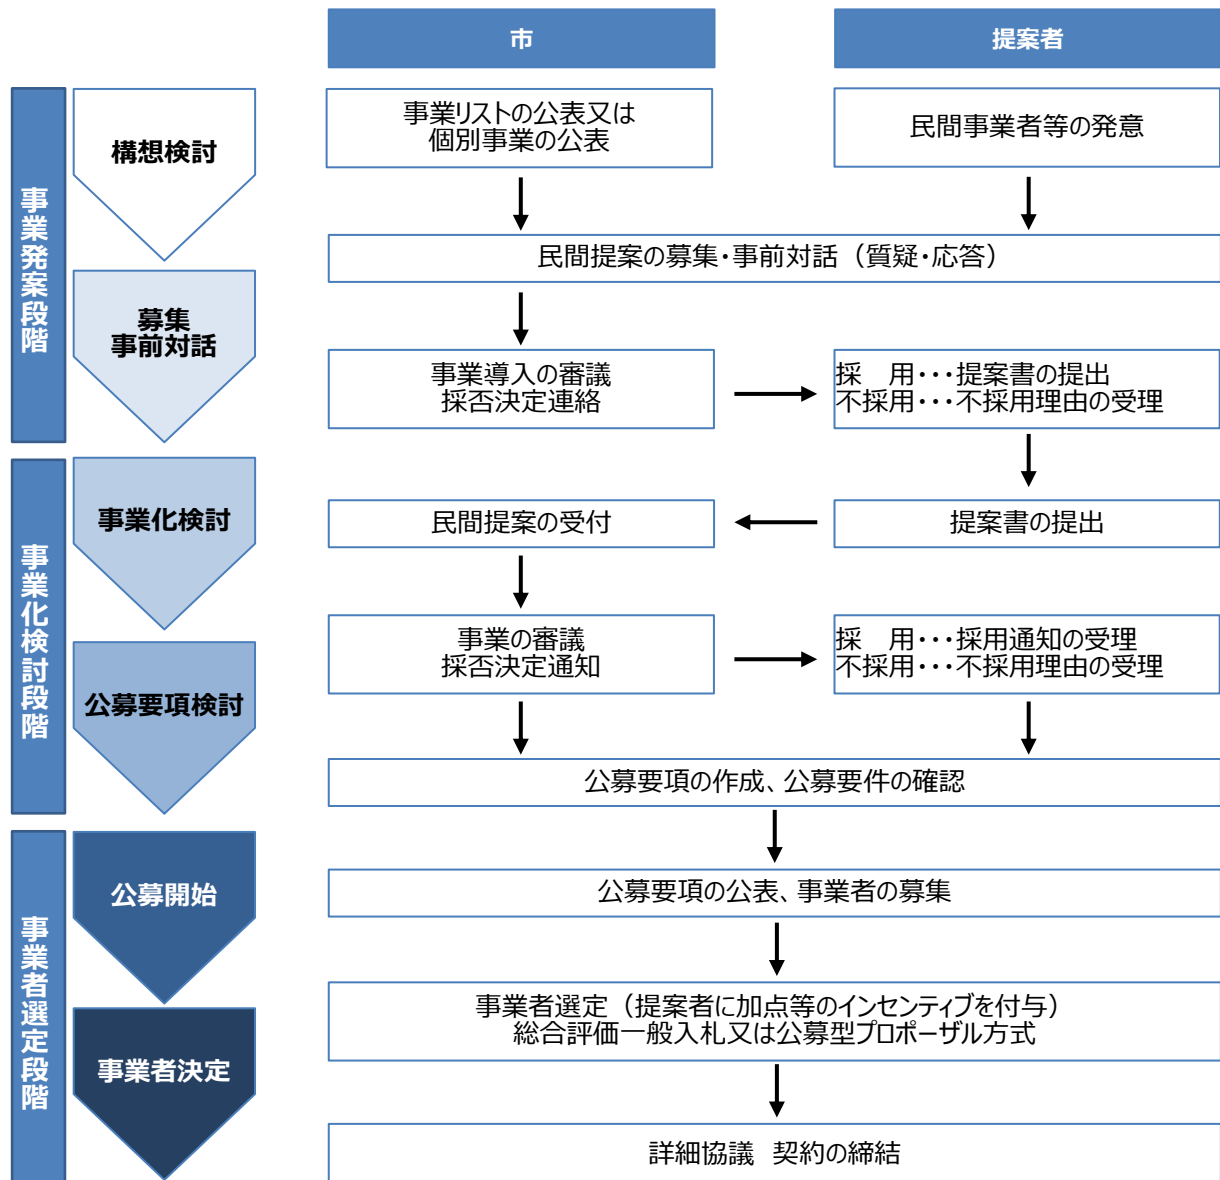 市
提案者
事業発案段階
構想検討
事業リストの公表又は
個別事業の公表
民間事業者等の発意
民間提案の募集・事前対話（質疑・応答）
募集
事前対話
事業導入の審議
採否決定連絡
採　用・・・提案書の提出
不採用・・・不採用理由の受理
事業化検討段階
事業化検討
民間提案の受付
提案書の提出
事業の審議
採否決定通知
採　用・・・採用通知の受理
不採用・・・不採用理由の受理
公募要項検討
公募要項の作成、公募要件の確認
事業者選定段階
公募開始
公募要項の公表、事業者の募集
事業者選定（提案者に加点等のインセンティブを付与）
総合評価一般入札又は公募型プロポーザル方式
事業者決定
詳細協議　契約の締結